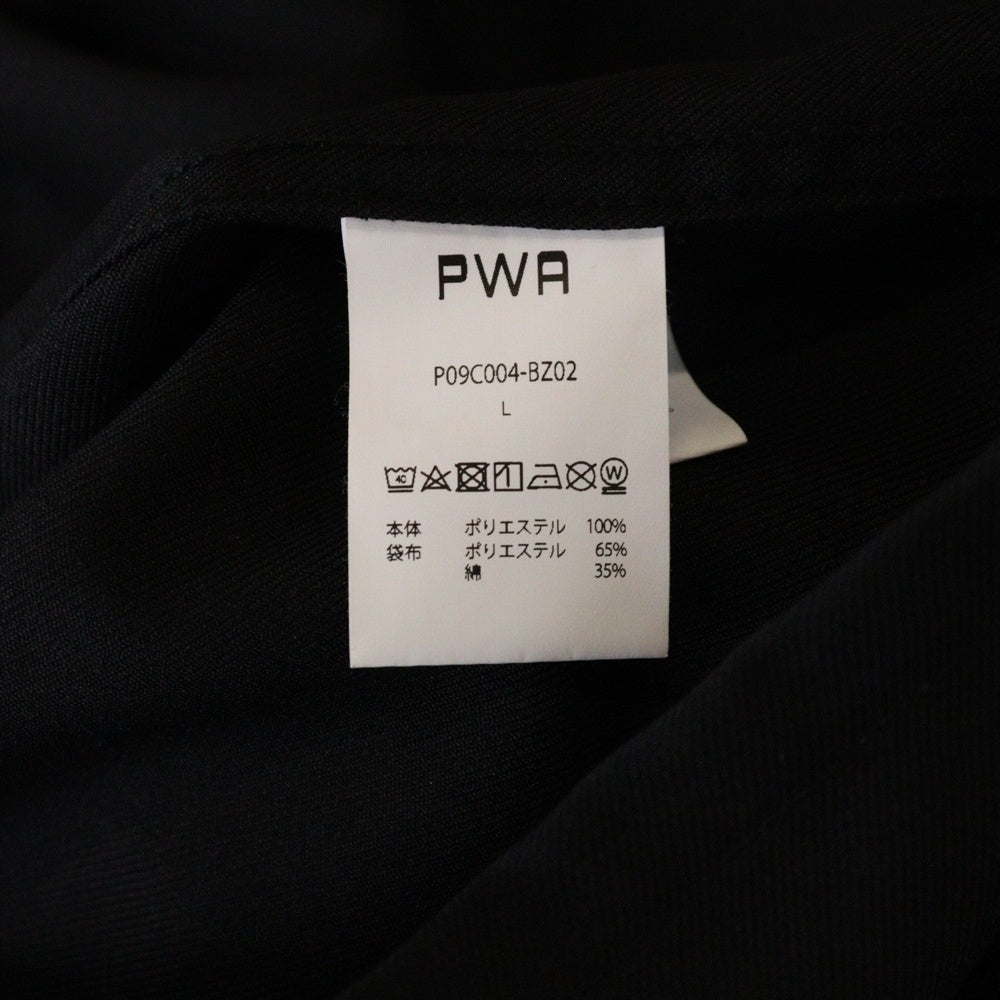 PWA
P09C004-BZ02
L
40 W
本体 ポリエステル 100%
袋布 ポリエステル 65%
綿 35%